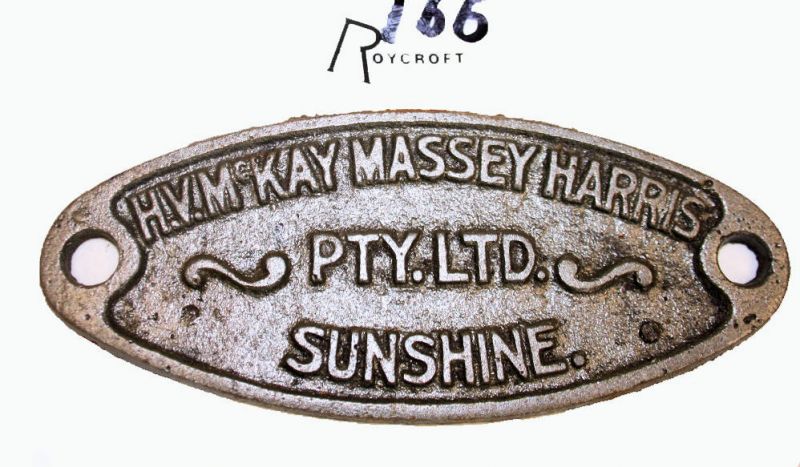 166
ROYCROFT
H.V. McKAY MASSEY HARRIS
PTY. LTD.
SUNSHINE.